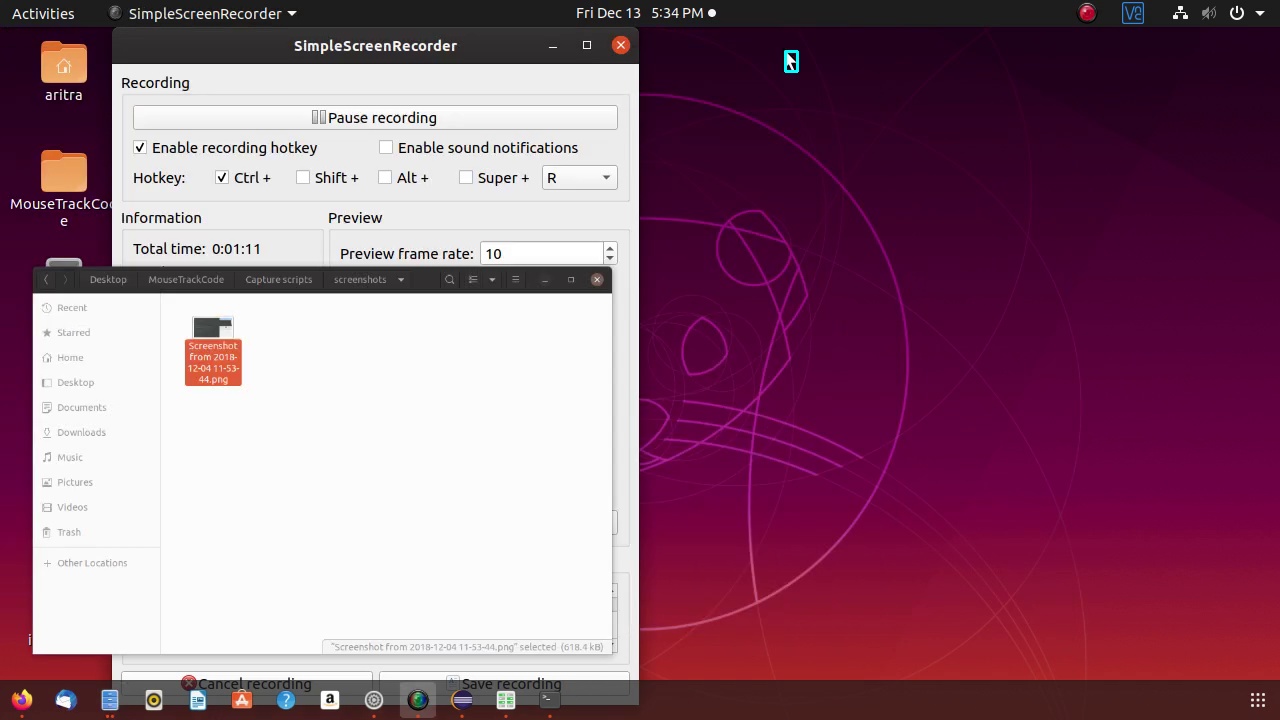 Activities
SimpleScreenRecorder
Fri Dec 13 5:34 PM
SimpleScreenRecorder
aritra
MouseTrackCod
e
Recording
Pause recording
Enable recording hotkey
Enable sound notifications
Hotkey:
Ctrl +
Shift +
Alt +
Super +
R
Information
Preview
Total time: 0:01:11
Preview frame rate:
10
Desktop
MouseTrackCode
Capture scripts
screenshots
Recent
Starred
Home
Desktop
Documents
Downloads
Music
Pictures
Videos
Trash
Other Locations
Screenshot
from 2018-
12-04 11-53-
44.png
"Screenshot from 2018-12-04 11-53-44.png" selected (618.4 kB)
Cancel recording
Save recording